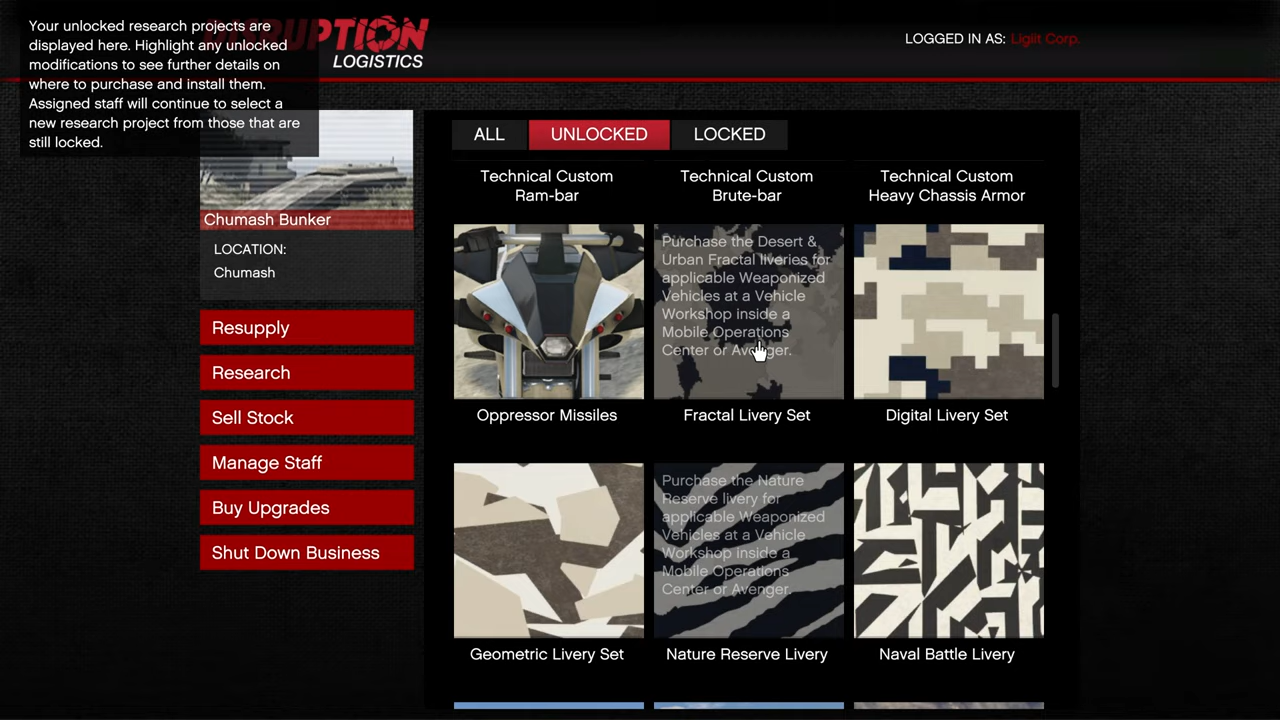 Your unlocked research projects are
displayed here. Highlight any unlocked
modifications to see further details on
where to purchase and install them.
Assigned staff will continue to select a
new research project from those that are
still locked.
RUPTION
LOGISTICS
LOGGED IN AS: Ligiit Corp.
Chumash Bunker
LOCATION:
Chumash
Resupply
Research
Sell Stock
Manage Staff
Buy Upgrades
Shut Down Business
ALL
UNLOCKED
LOCKED
Technical Custom
Ram-bar
Technical Custom
Brute-bar
Technical Custom
Heavy Chassis Armor
Purchase the Desert &
Urban Fractal liveries for
applicable Weaponized
Vehicles at a Vehicle
Workshop inside a
Mobile Operations
Center or Avenger.
Oppressor Missiles
Fractal Livery Set
Digital Livery Set
Purchase the Nature
Reserve livery for
applicable Weaponized
Vehicles at a Vehicle
Workshop inside a
Mobile Operations
Center or Avenger.
Geometric Livery Set
Nature Reserve Livery
Naval Battle Livery